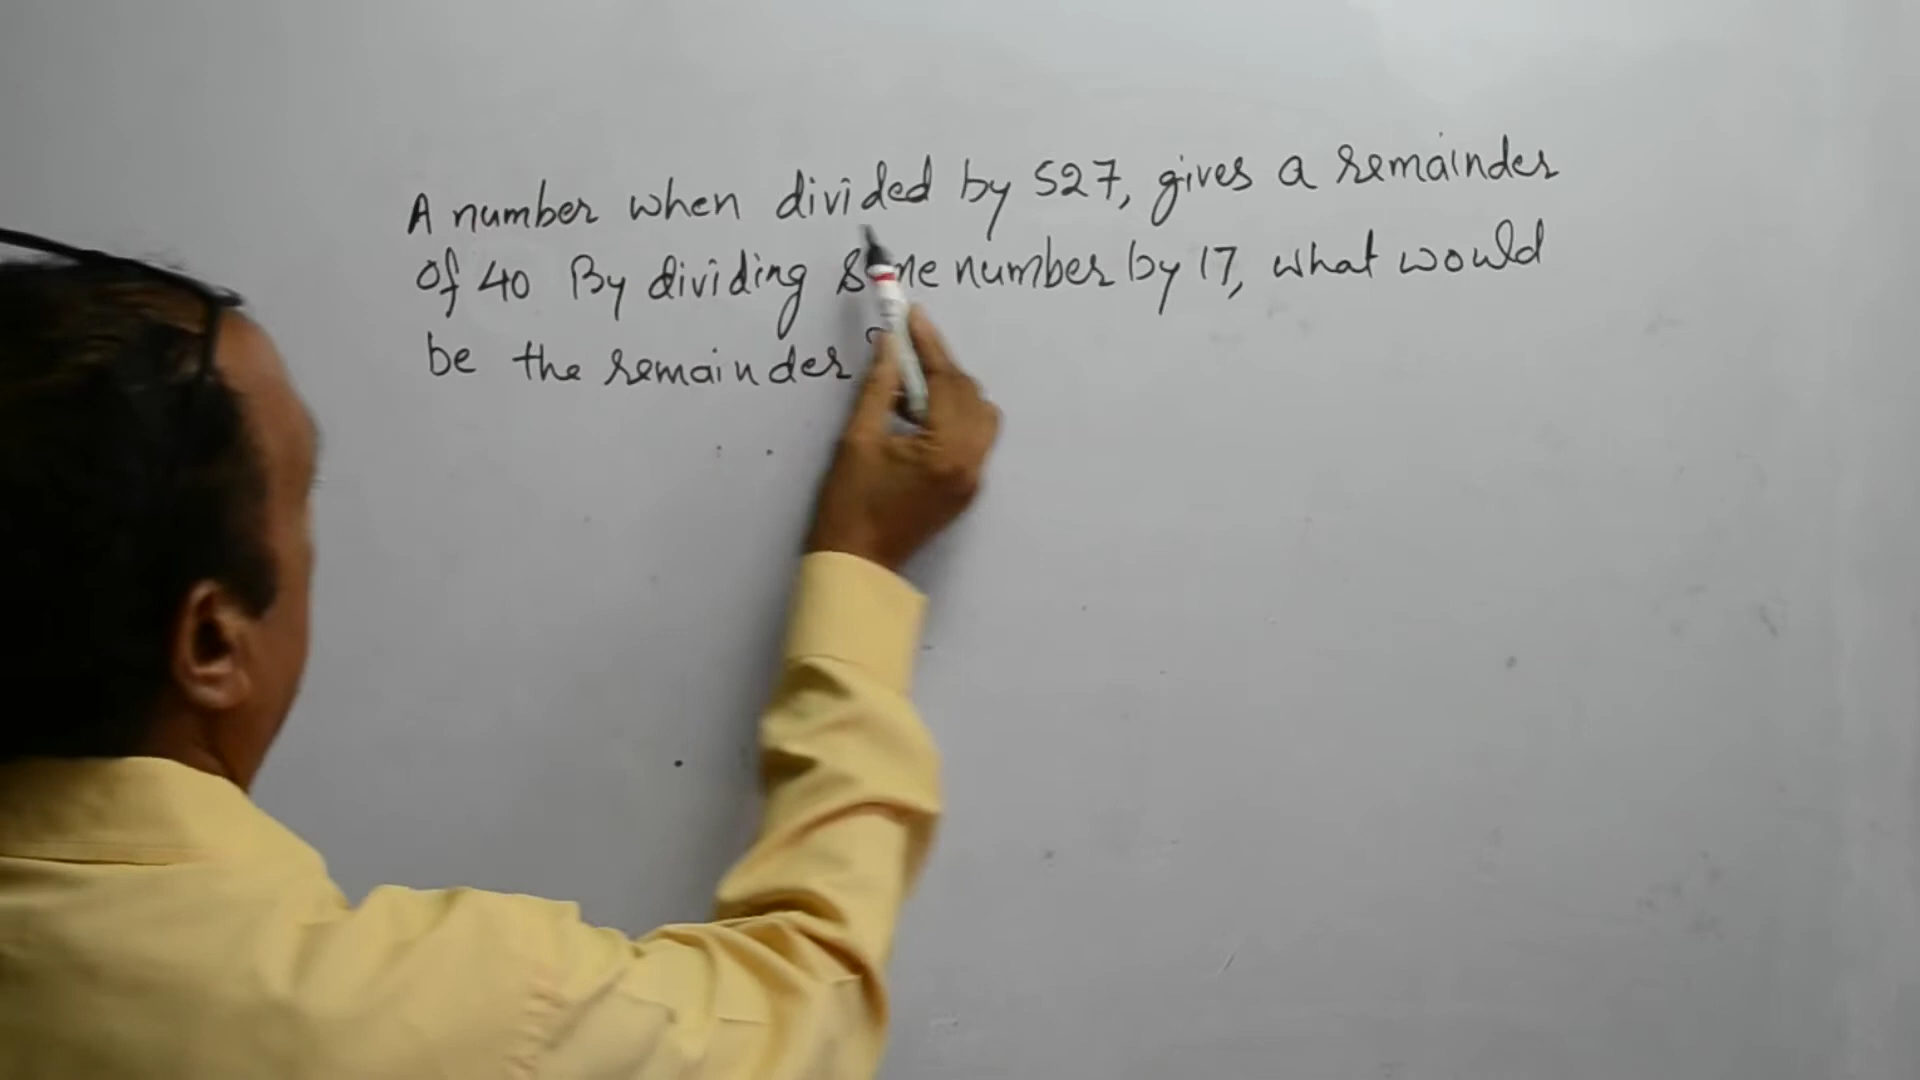 A number when divided by 527, gives a remainder
of 40 By dividing same number by 17, what would
be the remainder ?